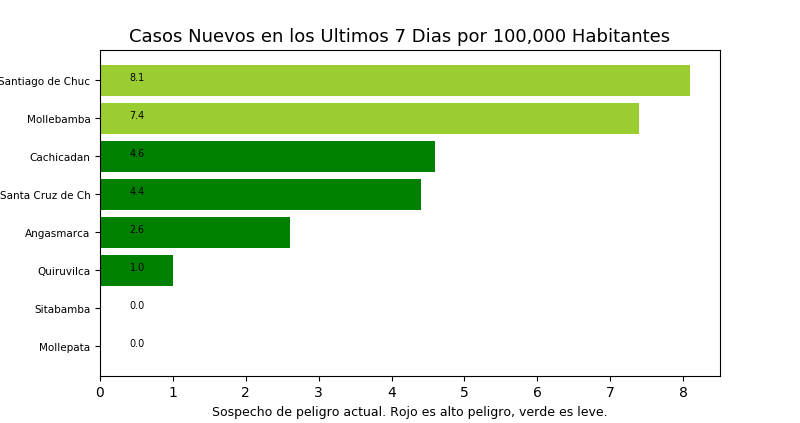 Casos Nuevos en los Ultimos 7 Dias por 100,000 Habitantes
Santiago de Chuc 8.1
Mollebamba 7.4
Cachicadan 4.6
Santa Cruz de Ch 4.4
Angasmarca 2.6
Quiruvilca 1.0
Sitabamba 0.0
Mollepata 0.0
0 1 2 3 4 5 6 7 8
Sospecho de peligro actual. Rojo es alto peligro, verde es leve.